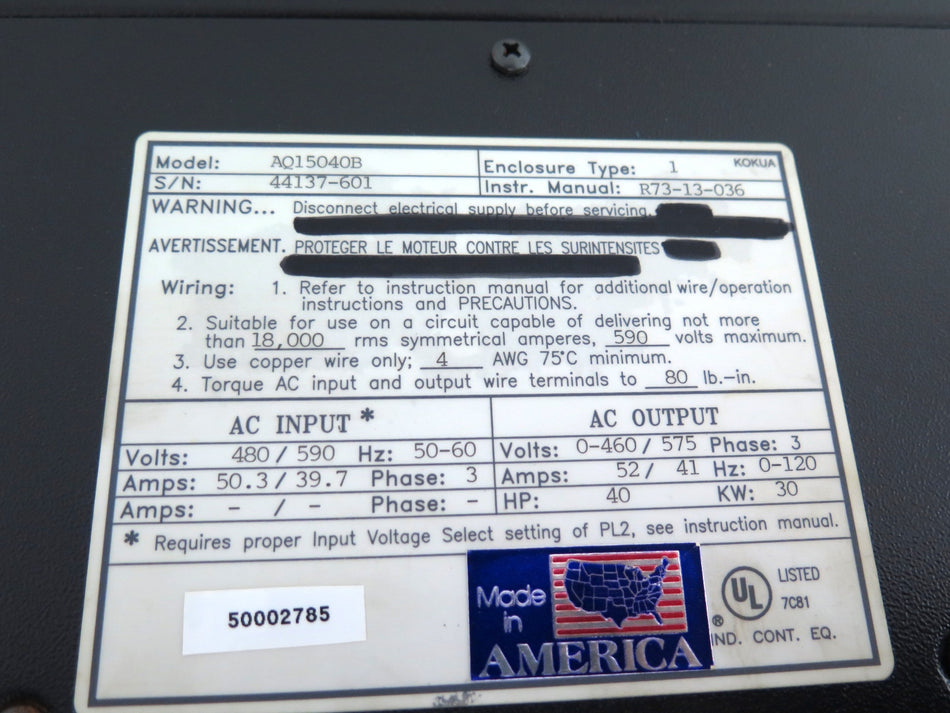 Model: AQ15040B Enclosure Type: 1 KOKUA
S/N: 44137-601 Instr. Manual: R73-13-036
WARNING... Disconnect electrical supply before servicing.
AVERTISSEMENT. PROTEGER LE MOTEUR CONTRE LES SURINTENSITES
Wiring: 1. Refer to instruction manual for additional wire/operation
instructions and PRECAUTIONS.
2. Suitable for use on a circuit capable of delivering not more
than 18,000 rms symmetrical amperes, 590 volts maximum.
3. Use copper wire only; 4 AWG 75°C minimum.
4. Torque AC input and output wire terminals to 80 lb.-in.
AC INPUT * AC OUTPUT
Volts: 480 / 590 Hz: 50-60 Volts: 0-460 / 575 Phase: 3
Amps: 50.3 / 39.7 Phase: 3 Amps: 52 / 41 Hz: 0-120
Amps: - / - Phase: - HP: 40 KW: 30
* Requires proper Input Voltage Select setting of PL2, see instruction manual.
50002785
Made
in
AMERICA
UL ® LISTED
7C81
IND. CONT. EQ.